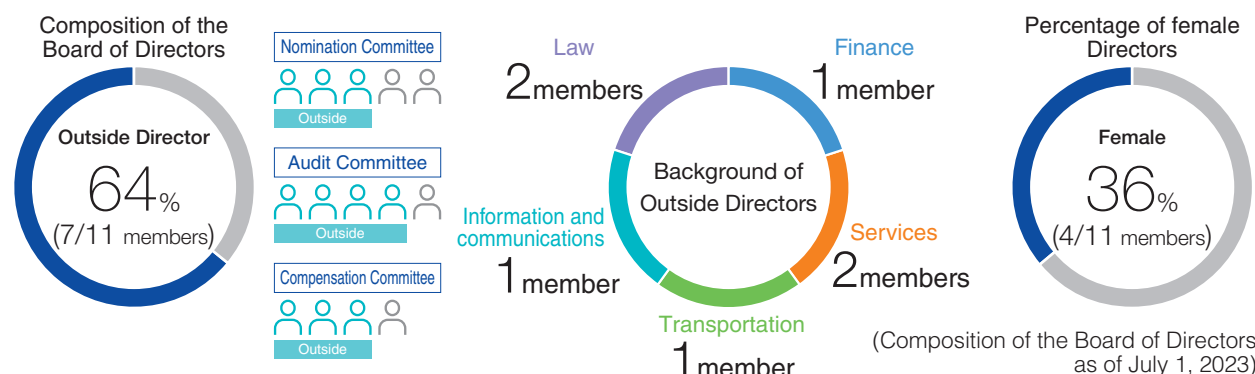 Composition of the
Board of Directors
Outside Director
64%
(7/11 members)
Nomination Committee
Outside
Audit Committee
Outside
Compensation Committee
Outside
Law
2members
Finance
1member
Background of
Outside Directors
Information and
communications
1member
Services
2members
Transportation
1member
Percentage of female
Directors
Female
36%
(4/11 members)
(Composition of the Board of Directors
as of July 1, 2023)